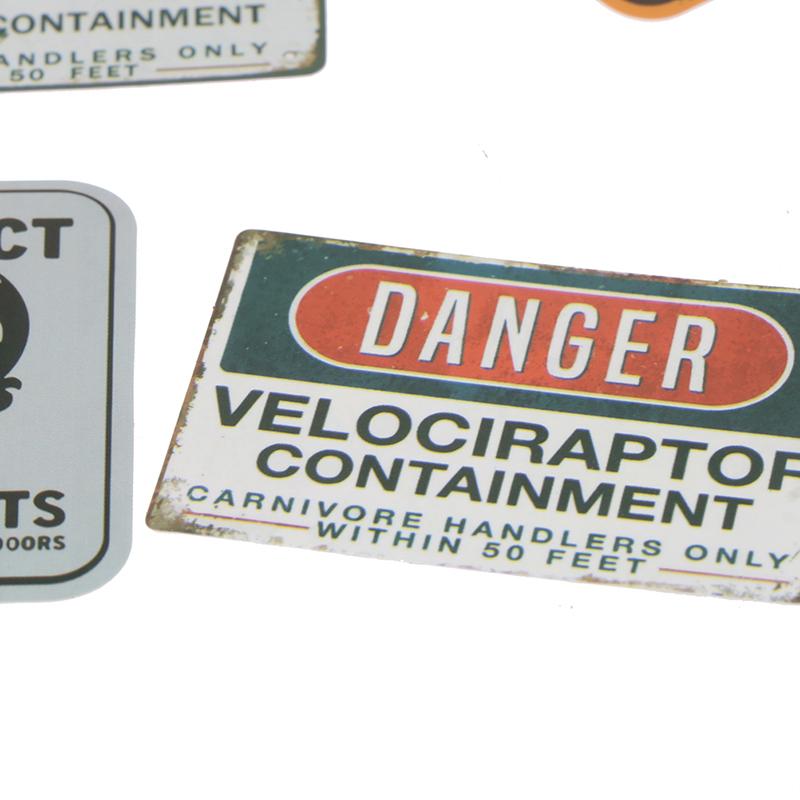 CONTAINMENT
HANDLERS ONLY
50 FEET
CT
TS
DOORS
DANGER
VELOCIRAPTOR
CONTAINMENT
CARNIVORE HANDLERS ONLY
WITHIN 50 FEET